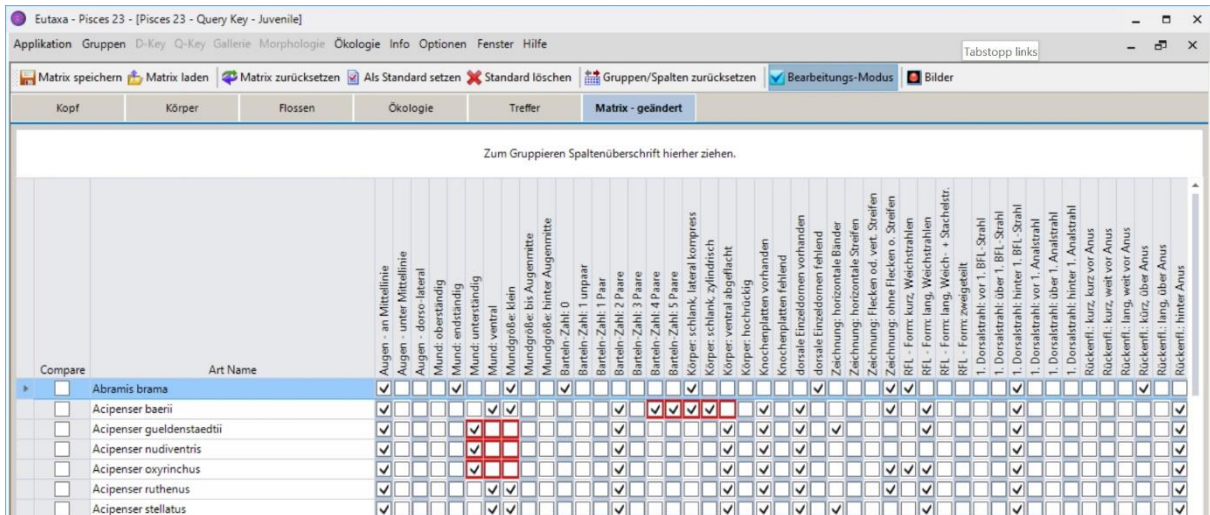 Eutaxa - Pisces 23 - [Pisces 23 - Query Key - Juvenile]
Applikation Gruppen D-Key Q-Key Gallerie Morphologie Ökologie Info Optionen Fenster Hilfe
Tabstopp links
Matrix speichern Matrix laden Matrix zurücksetzen Als Standard setzen Standard löschen Gruppen/Spalten zurücksetzen Bearbeitungs-Modus Bilder
Kopf Körper Flossen Ökologie Treffer Matrix - geändert
Zum Gruppieren Spaltenüberschrift hierher ziehen.
Compare
Art Name
Augen - an Mittellinie
Augen - unter Mittellinie
Augen - dorso-lateral
Mund: oberständig
Mund: endständig
Mund: unterständig
Mund: ventral
Mundgröße: klein
Mundgröße: bis Augenmitte
Mundgröße: hinter Augenmitte
Barteln-Zahl: 0
Barteln-Zahl: 1 unpaar
Barteln-Zahl: 1 Paar
Barteln-Zahl: 2 Paare
Barteln-Zahl: 3 Paare
Barteln-Zahl: 4 Paare
Barteln-Zahl: 5 Paare
Körper: schlank, lateral kompress
Körper: schlank, zylindrisch
Körper: ventral abgeflacht
Körper: hochrückig
Knochenplatten vorhanden
Knochenplatten fehlend
dorsale Einzeldornen vorhanden
dorsale Einzeldornen fehlend
Zeichnung: horizontale Bänder
Zeichnung: horizontale Streifen
Zeichnung: Flecken od. vert. Streifen
Zeichnung: ohne Flecken o. Streifen
RFL - Form: kurz, Weichstrahlen
RFL - Form: lang, Weichstrahlen
RFL - Form: lang, Weich- + Stachelstr.
RFL - Form: zweigeteilt
1. Dorsalstrahl: vor 1. BFL-Strahl
1. Dorsalstrahl: über 1. BFL-Strahl
1. Dorsalstrahl: hinter 1. BFL-Strahl
1. Dorsalstrahl: vor 1. Analstrahl
1. Dorsalstrahl: über 1. Analstrahl
1. Dorsalstrahl: hinter 1. Analstrahl
Rückenfl.: kurz, kurz vor Anus
Rückenfl.: kurz, weit vor Anus
Rückenfl.: lang, weit vor Anus
Rückenfl.: kürz, über Anus
Rückenfl.: lang, über Anus
Rückenfl.: hinter Anus
Abramis brama
Acipenser baerii
Acipenser gueldenstaedtii
Acipenser nudiventris
Acipenser oxyrinchus
Acipenser ruthenus
Acipenser stellatus